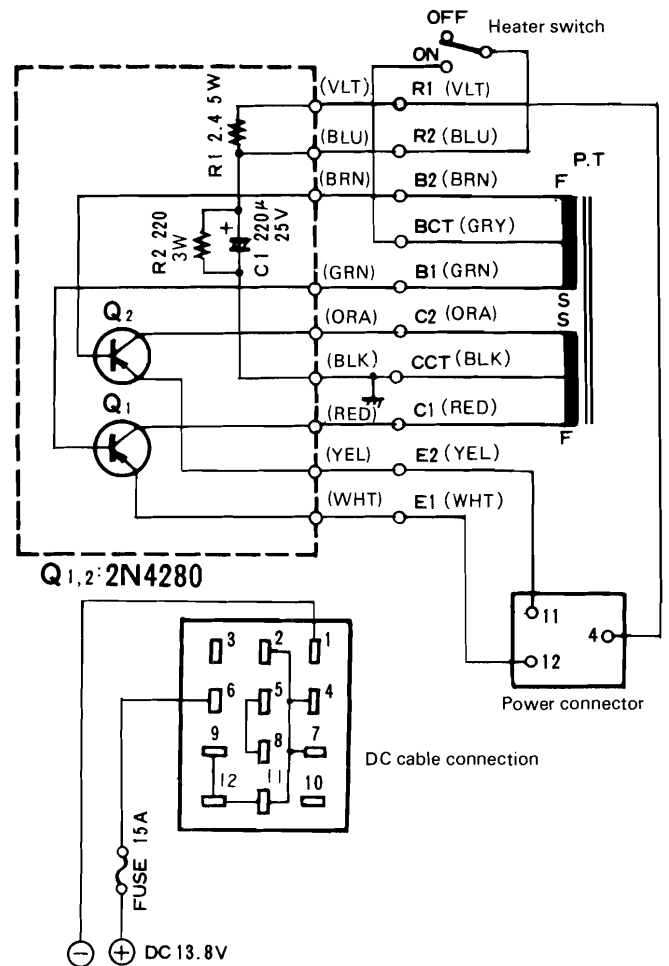 OFF
Heater switch
ON
(VLT) R1 (VLT)
R1 2.4 5W
(BLU) R2 (BLU)
P.T
(BRN) B2 (BRN) F
BCT (GRY)
R2 220
3W
+
C1 220μ
25V
(GRN) B1 (GRN)
S
S
Q2
(ORA) C2 (ORA)
(BLK) CCT (BLK)
Q1
(RED) C1 (RED)
F
(YEL) E2 (YEL)
(WHT) E1 (WHT)
Q1,2: 2N4280
11
4
12
Power connector
3 2 1
6 5 4
9 8 7
12 11 10
DC cable connection
FUSE 15A
− + DC 13.8V